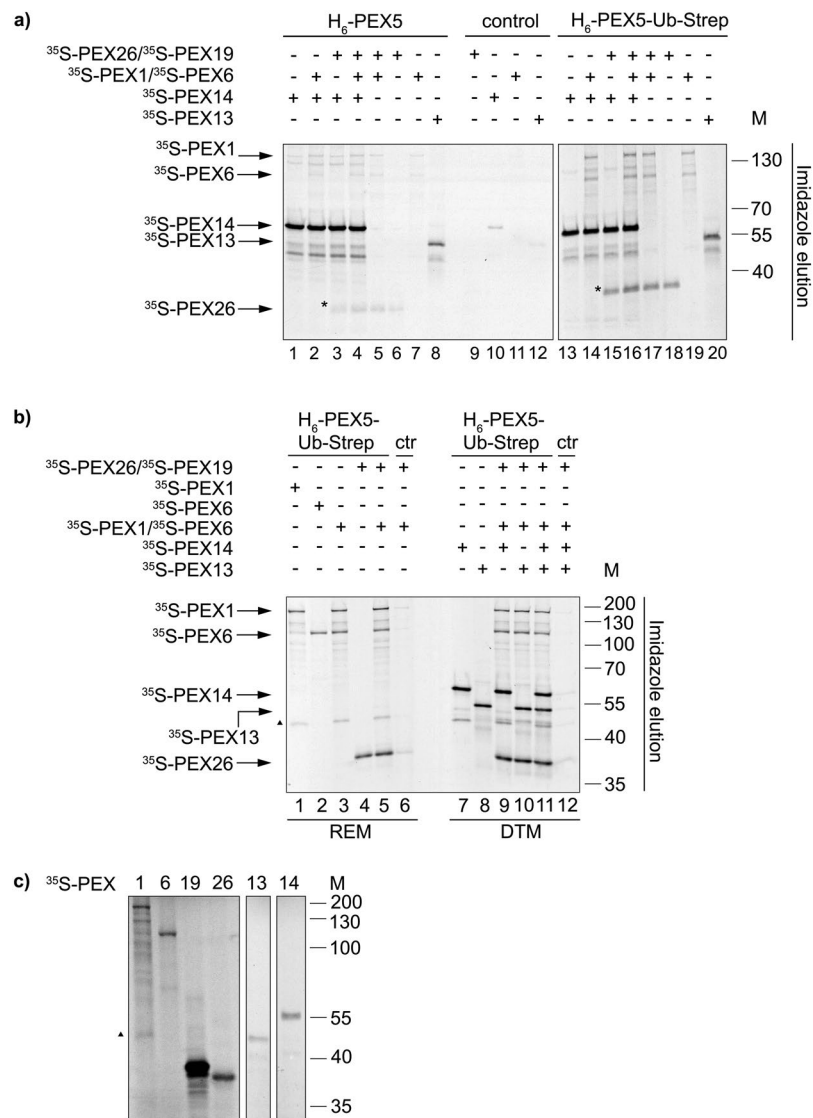 a)
H6-PEX5 control H6-PEX5-Ub-Strep
35S-PEX26/35S-PEX19 - - + + + + - - + - - - - - + + + + - -
35S-PEX1/35S-PEX6 - + - + + - + - - - + - - + - + + - + -
35S-PEX14 + + + + - - - - - + - - + + + + - - - -
35S-PEX13 - - - - - - - + - - - + - - - - - - - + M
35S-PEX1
35S-PEX6
35S-PEX14
35S-PEX13
35S-PEX26
*
*
130
70
55
40
Imidazole elution
1 2 3 4 5 6 7 8 9 10 11 12 13 14 15 16 17 18 19 20
b)
H6-PEX5-
Ub-Strep ctr
H6-PEX5-
Ub-Strep ctr
35S-PEX26/35S-PEX19 - - - + + + - - + + + +
35S-PEX1 + - - - - - - - - - - -
35S-PEX6 - + - - - - - - - - - -
35S-PEX1/35S-PEX6 - - + - + + - - + + + +
35S-PEX14 - - - - - - + - + - + +
35S-PEX13 - - - - - - - + - + + + M
35S-PEX1
35S-PEX6
35S-PEX14
35S-PEX13
35S-PEX26
200
130
100
70
55
40
35
Imidazole elution
1 2 3 4 5 6 7 8 9 10 11 12
REM DTM
c)
35S-PEX 1 6 19 26 13 14 M
200
130
100
55
40
35